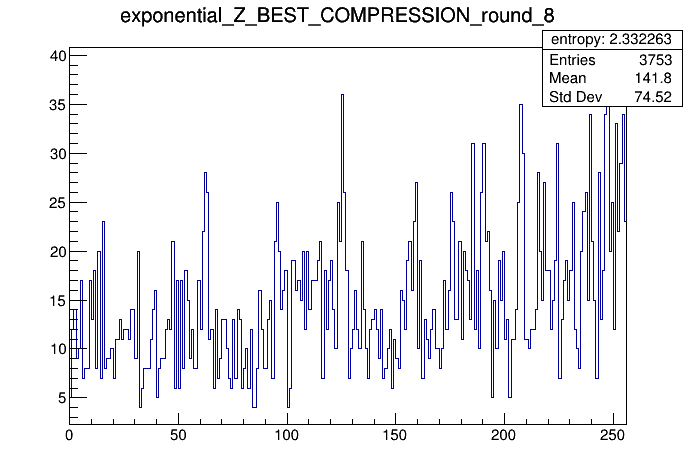 exponential_Z_BEST_COMPRESSION_round_8
entropy: 2.332263
Entries 3753
Mean 141.8
Std Dev 74.52
40
35
30
25
20
15
10
5
0 50 100 150 200 250